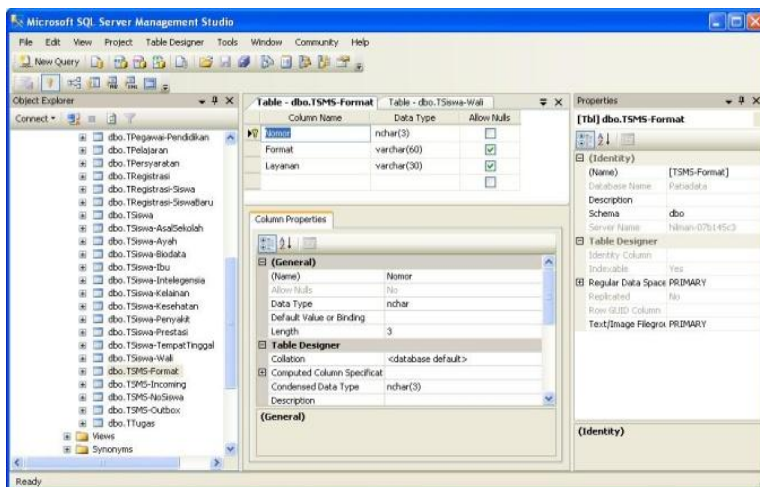 Microsoft SQL Server Management Studio
File Edit View Project Table Designer Tools Window Community Help
New Query
Object Explorer
Connect
dbo.TPegawai-Pendidikan
dbo.TPelajaran
dbo.TPersyaratan
dbo.TRegistrasi
dbo.TRegistrasi-Siswa
dbo.TRegistrasi-SiswaBaru
dbo.TSiswa
dbo.TSiswa-AsalSekolah
dbo.TSiswa-Ayah
dbo.TSiswa-Biodata
dbo.TSiswa-Ibu
dbo.TSiswa-Intelegensia
dbo.TSiswa-Kelainan
dbo.TSiswa-Kesehatan
dbo.TSiswa-Penyakit
dbo.TSiswa-Prestasi
dbo.TSiswa-TempatTinggal
dbo.TSiswa-Wali
dbo.TSMS-Format
dbo.TSMS-Incoming
dbo.TSMS-NoSiswa
dbo.TSMS-Outbox
dbo.TTugas
Views
Synonyms
Table - dbo.TSMS-Format Table - dbo.TSiswa-Wali
Column Name Data Type Allow Nulls
Nomor nchar(3)
Format varchar(60)
Layanan varchar(30)
Column Properties
(General)
(Name) Nomor
Allow Nulls No
Data Type nchar
Default Value or Binding
Length 3
Table Designer
Collation <database default>
Computed Column Specificat
Condensed Data Type nchar(3)
Description
(General)
Properties
[Tbl] dbo.TSMS-Format
(Identity)
(Name) [TSMS-Format]
Database Name Patiadata
Description
Schema dbo
Server Name hilman-07b145c3
Table Designer
Identity Column
Indexable Yes
Regular Data Space PRIMARY
Replicated No
Row GUID Column
Text/Image Filegrou PRIMARY
(Identity)
Ready